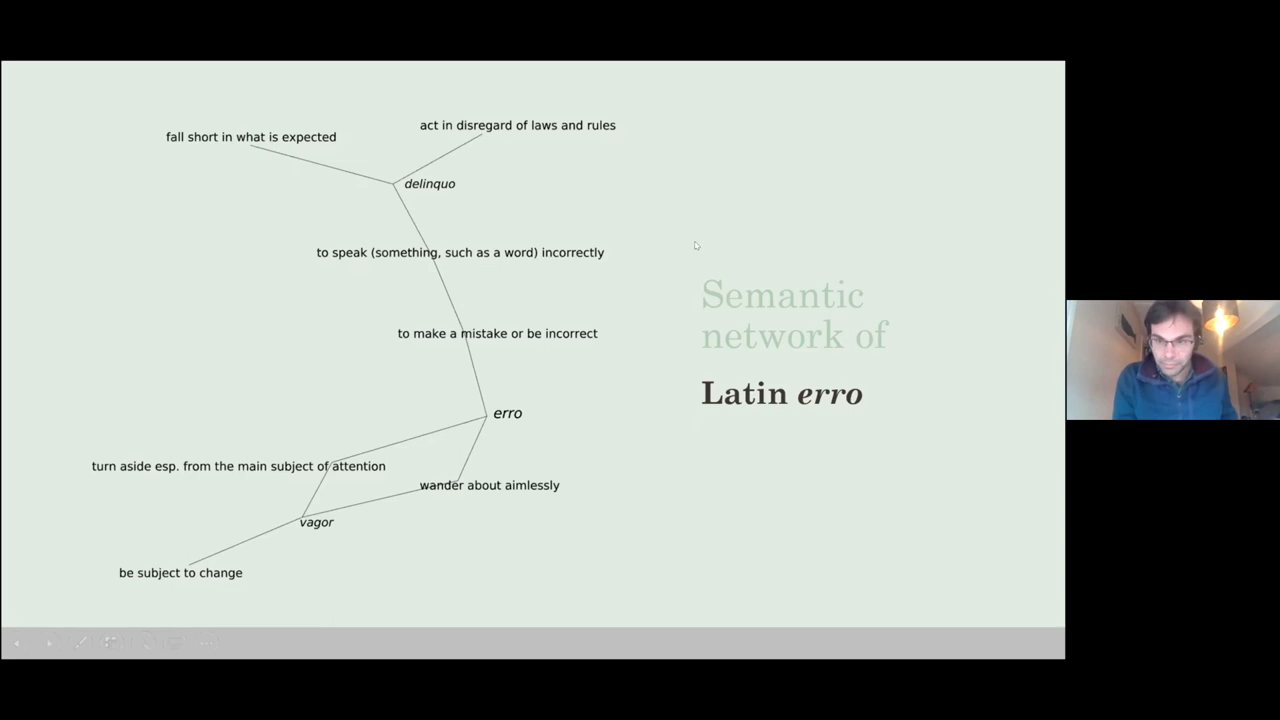 act in disregard of laws and rules
fall short in what is expected
delinquo
to speak (something, such as a word) incorrectly
to make a mistake or be incorrect
erro
turn aside esp. from the main subject of attention
wander about aimlessly
vagor
be subject to change
Semantic
network of
Latin erro